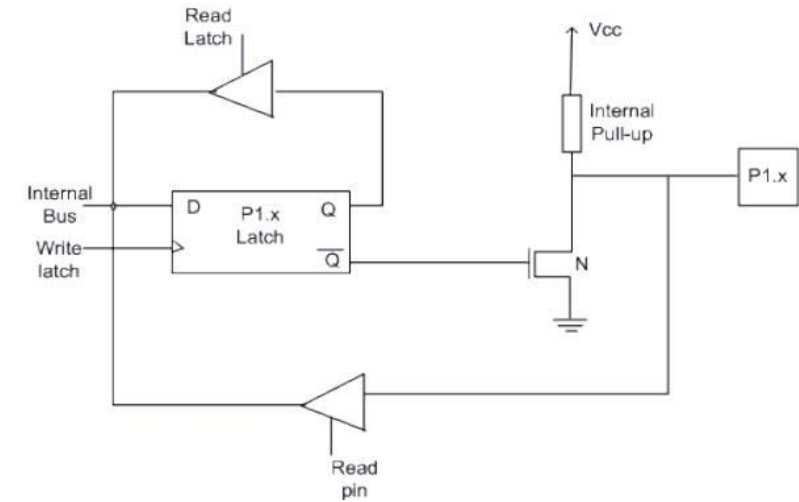 Read
Latch
Vcc
Internal
Pull-up
P1.x
Internal
Bus
D
P1.x
Latch
Q
Write
latch
Q̅
N
Read
pin